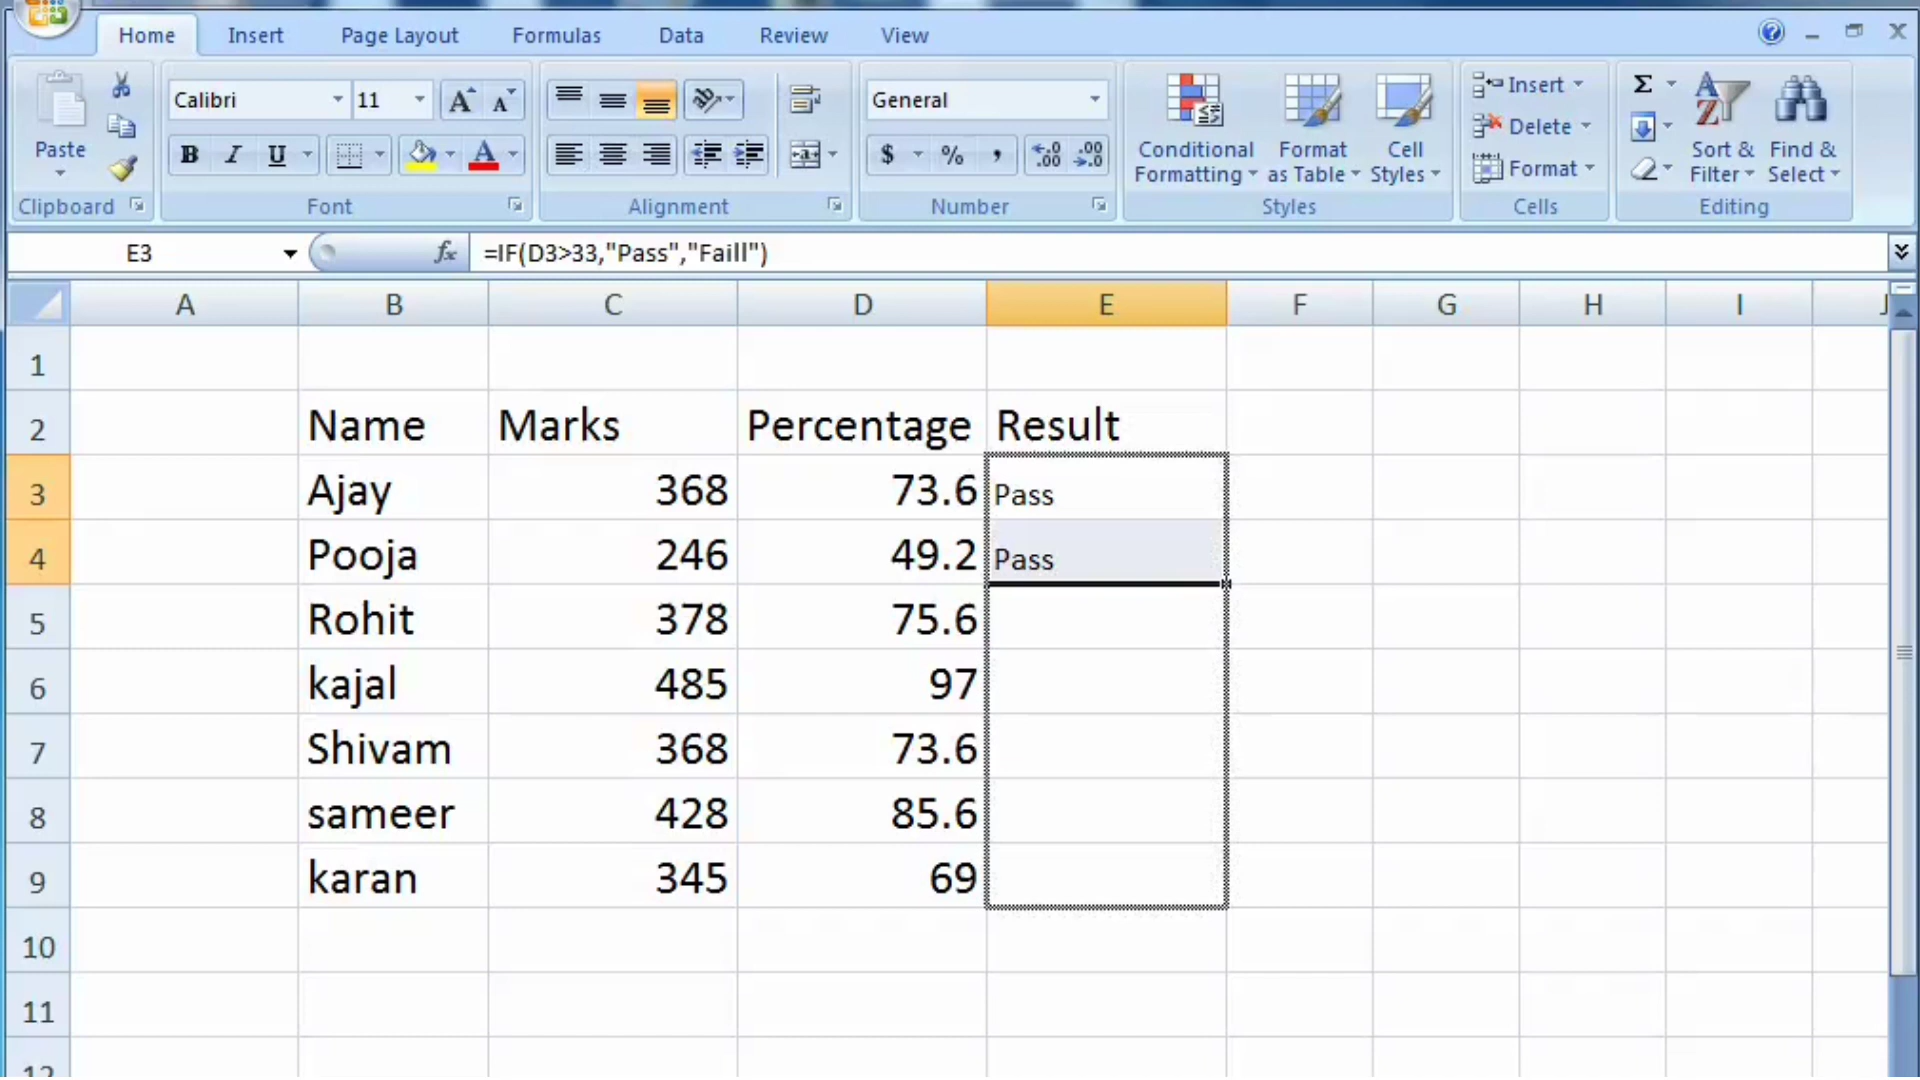 Home Insert Page Layout Formulas Data Review View
Calibri 11 General
Insert Σ
Paste B I U $ % , Conditional Formatting Format as Table Cell Styles Delete Sort & Filter Find & Select
Format
Clipboard Font Alignment Number Styles Cells Editing
E3 fx =IF(D3>33,"Pass","Faill")
A B C D E F G H I J
1
2 Name Marks Percentage Result
3 Ajay 368 73.6 Pass
4 Pooja 246 49.2 Pass
5 Rohit 378 75.6
6 kajal 485 97
7 Shivam 368 73.6
8 sameer 428 85.6
9 karan 345 69
10
11
12